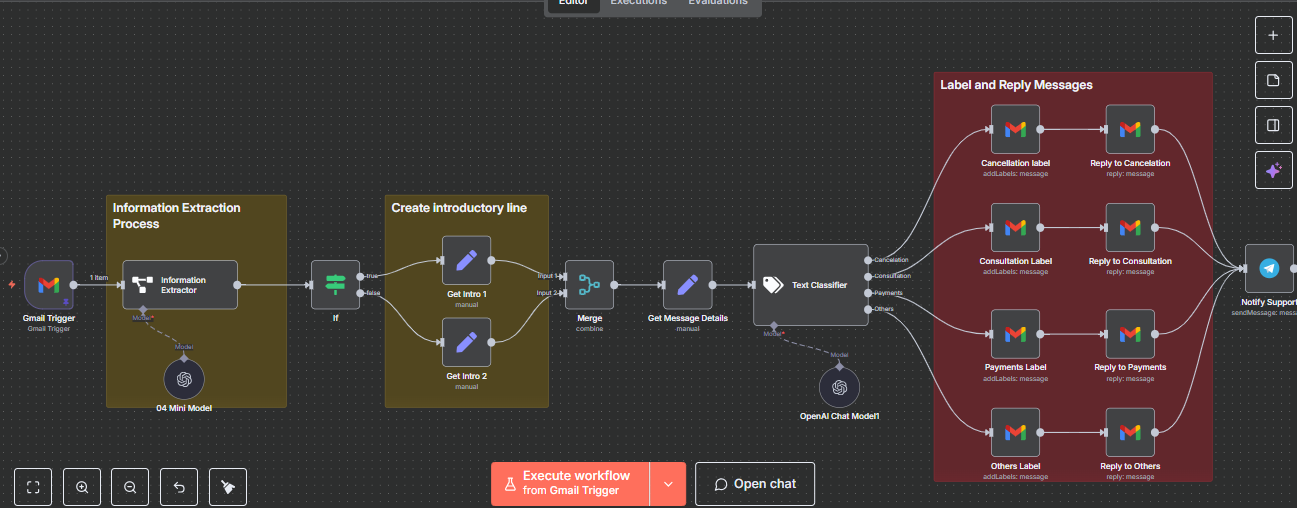 Editor
Executions
Evaluations
Label and Reply Messages
Cancellation label
addLabels: message
Reply to Cancelation
reply: message
Information Extraction
Process
Create introductory line
Consultation Label
addLabels: message
Reply to Consultation
reply: message
1 item
Information
Extractor
true
false
Get Intro 1
manual
Input 1
Input 2
Text Classifier
Cancelation
Consultation
Payments
Others
Gmail Trigger
Gmail Trigger
Model*
If
Merge
combine
Get Message Details
manual
Notify Support
sendMessage: mess
Model
Model*
Model
Get Intro 2
manual
Payments Label
addLabels: message
Reply to Payments
reply: message
04 Mini Model
OpenAI Chat Model1
Others Label
addLabels: message
Reply to Others
reply: message
Execute workflow
from Gmail Trigger
Open chat